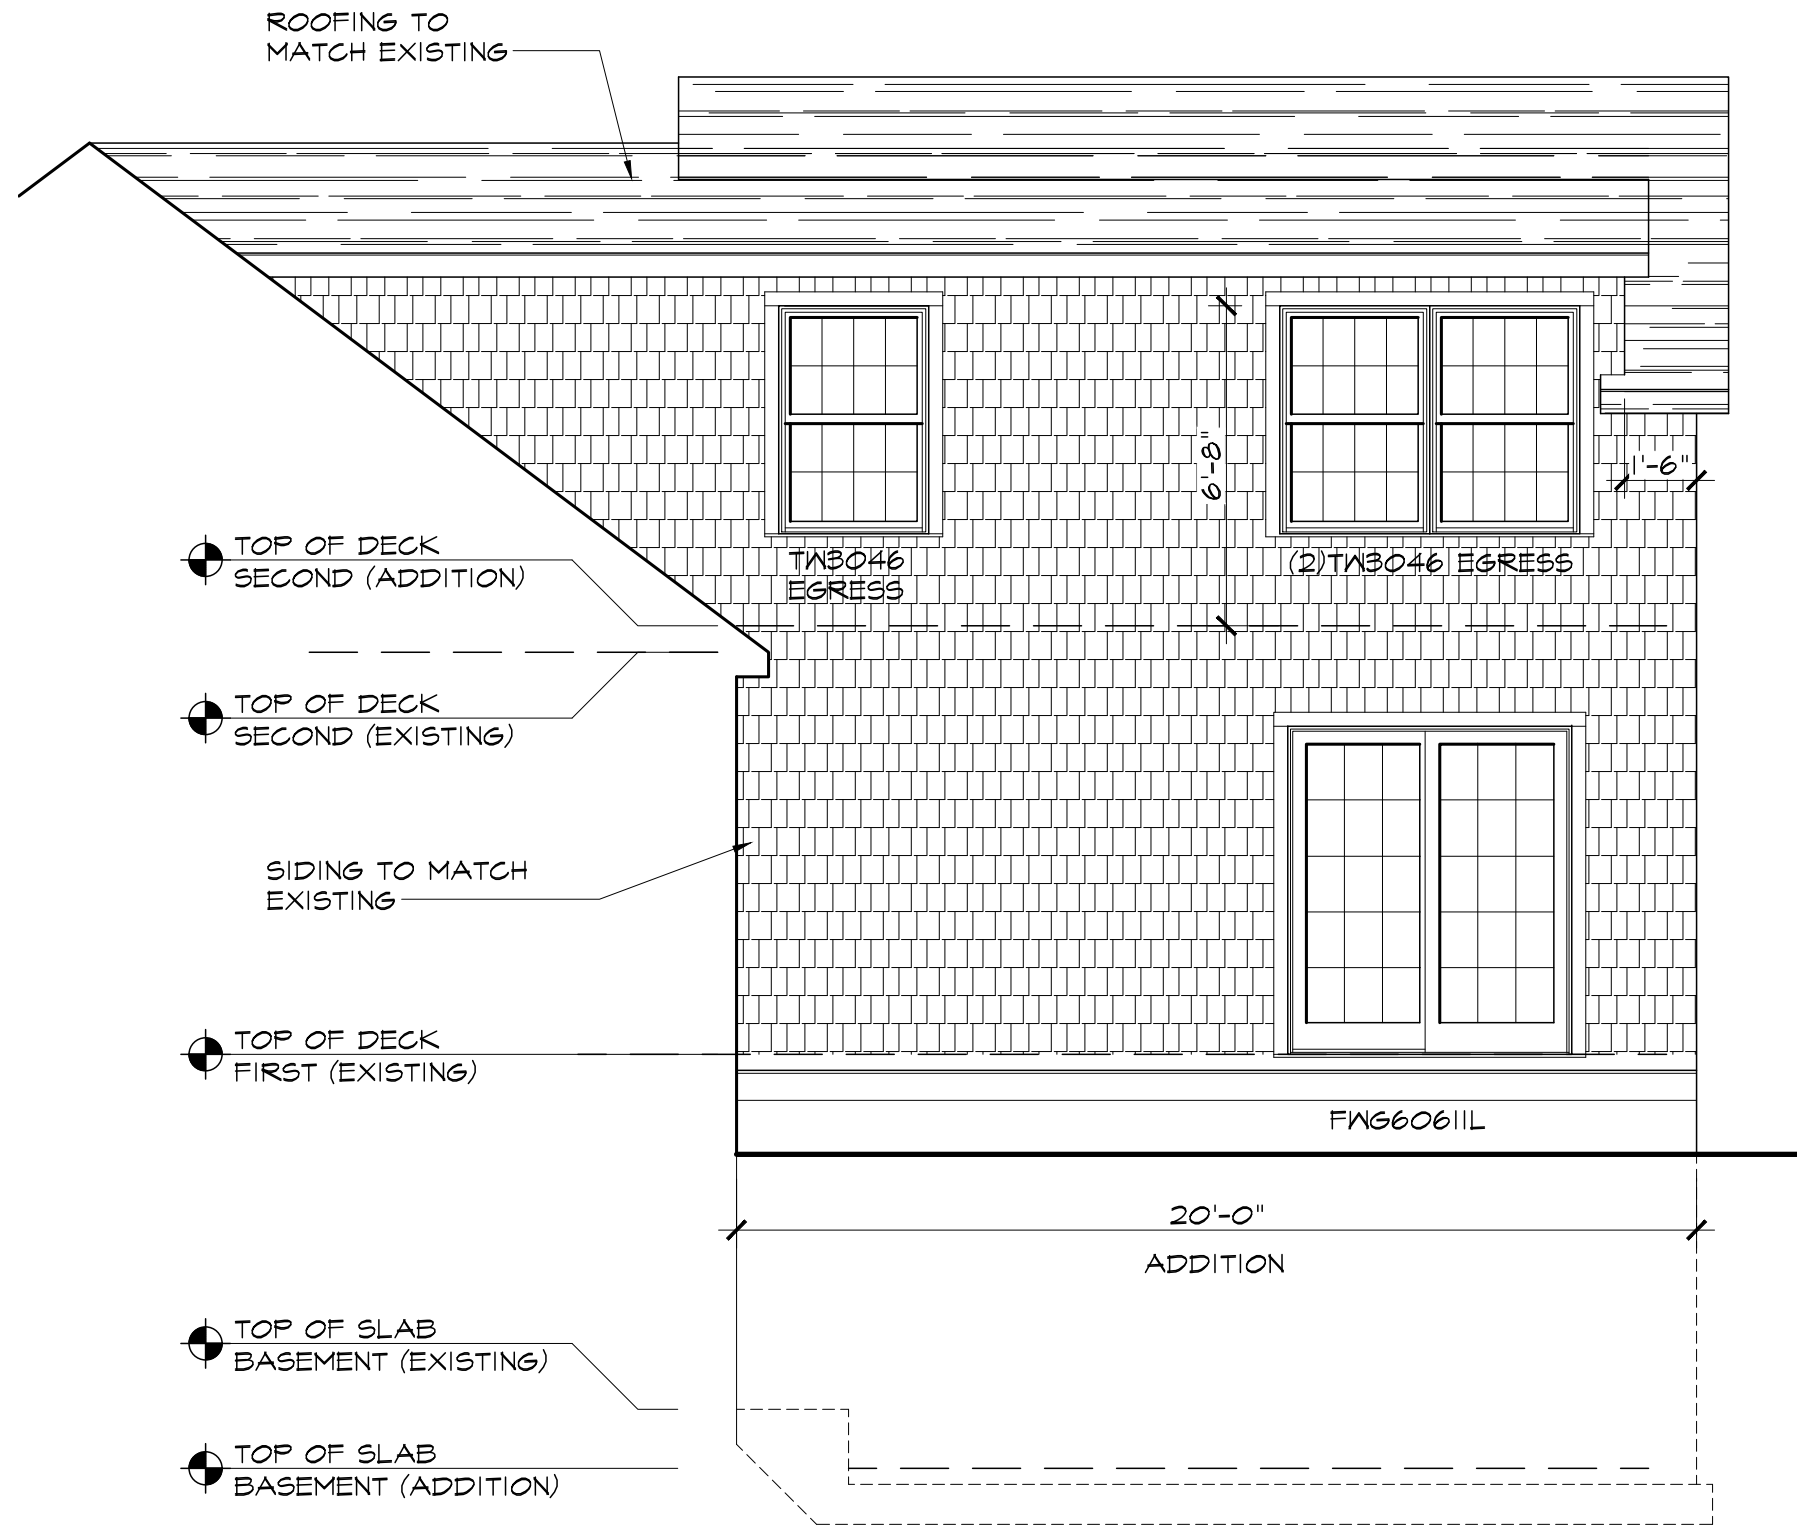 ROOFING TO
MATCH EXISTING
6'-8"
1'-6"
TOP OF DECK
SECOND (ADDITION)
TW3046
EGRESS
(2)TW3046 EGRESS
TOP OF DECK
SECOND (EXISTING)
SIDING TO MATCH
EXISTING
TOP OF DECK
FIRST (EXISTING)
FWG60611L
20'-0"
ADDITION
TOP OF SLAB
BASEMENT (EXISTING)
TOP OF SLAB
BASEMENT (ADDITION)